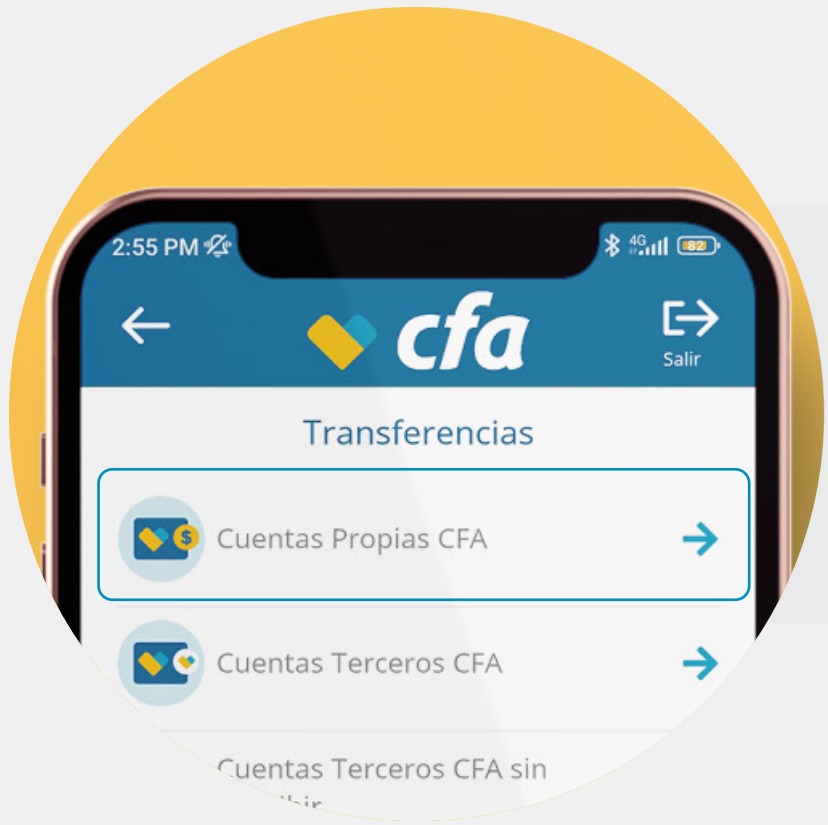 2:55 PM
4G
82
cfa
Salir
Transferencias
$
Cuentas Propias CFA
Cuentas Terceros CFA
Cuentas Terceros CFA sin